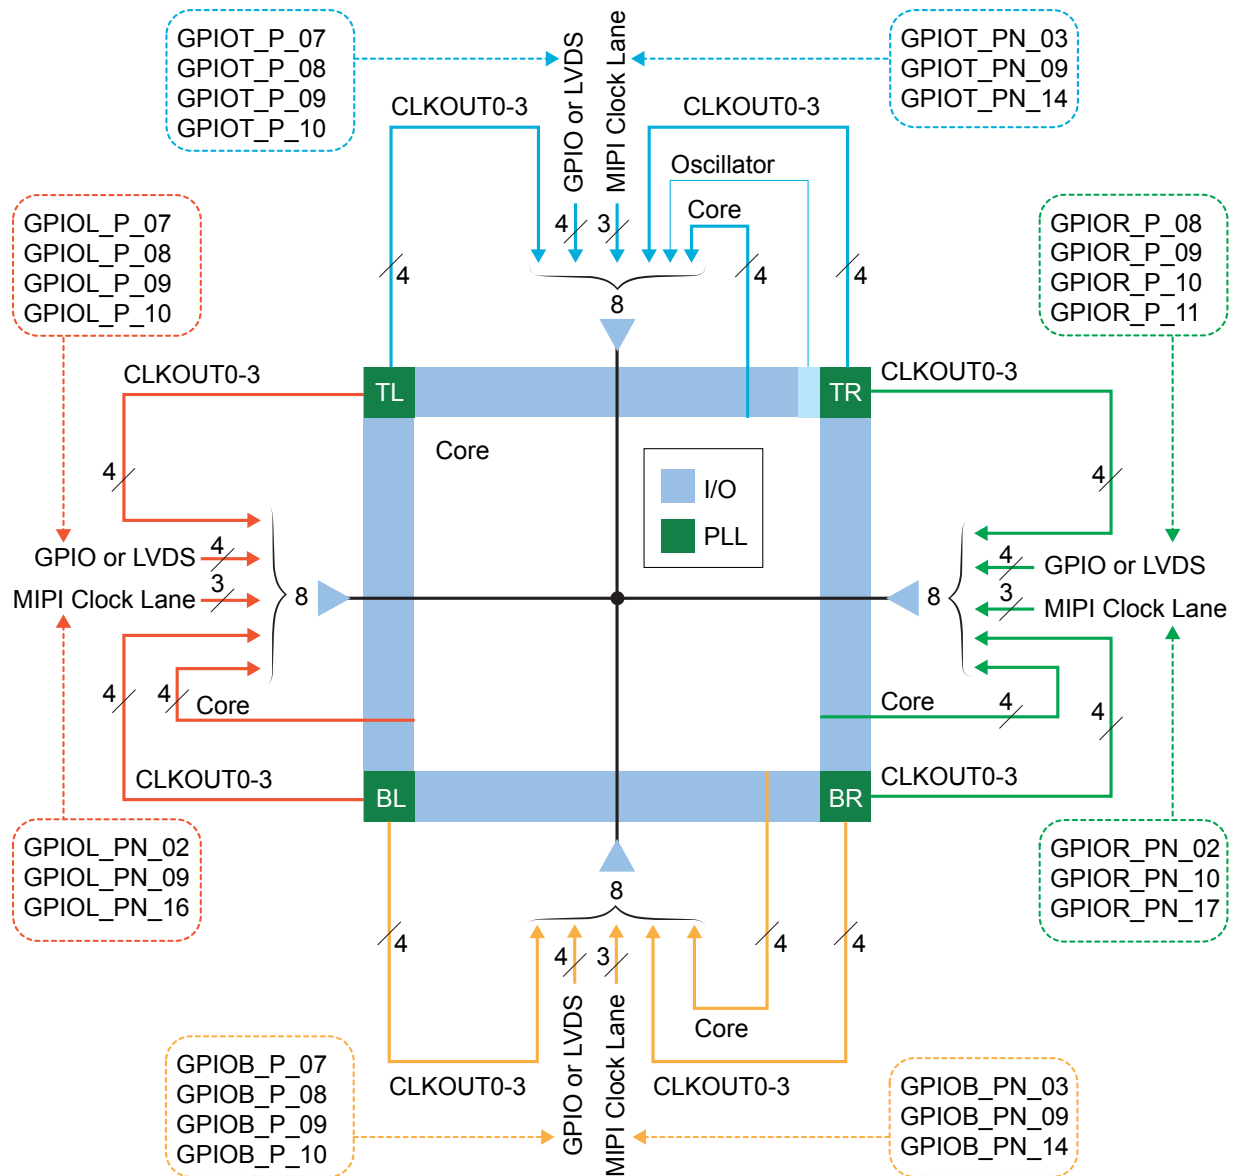 GPIOT_P_07
GPIOT_P_08
GPIOT_P_09
GPIOT_P_10
GPIO or LVDS
MIPI Clock Lane
GPIOT_PN_03
GPIOT_PN_09
GPIOT_PN_14
CLKOUT0-3
CLKOUT0-3
Oscillator
Core
4
3
4
4
4
8
GPIOL_P_07
GPIOL_P_08
GPIOL_P_09
GPIOL_P_10
GPIOR_P_08
GPIOR_P_09
GPIOR_P_10
GPIOR_P_11
CLKOUT0-3
TL
TR
CLKOUT0-3
Core
I/O
PLL
4
4
GPIO or LVDS
4
MIPI Clock Lane
3
8
8
4
GPIO or LVDS
3
MIPI Clock Lane
4
4
Core
Core
4
4
CLKOUT0-3
BL
BR
CLKOUT0-3
GPIOL_PN_02
GPIOL_PN_09
GPIOL_PN_16
GPIOR_PN_02
GPIOR_PN_10
GPIOR_PN_17
8
4
4
3
4
4
Core
CLKOUT0-3
GPIO or LVDS
MIPI Clock Lane
CLKOUT0-3
GPIOB_P_07
GPIOB_P_08
GPIOB_P_09
GPIOB_P_10
GPIOB_PN_03
GPIOB_PN_09
GPIOB_PN_14